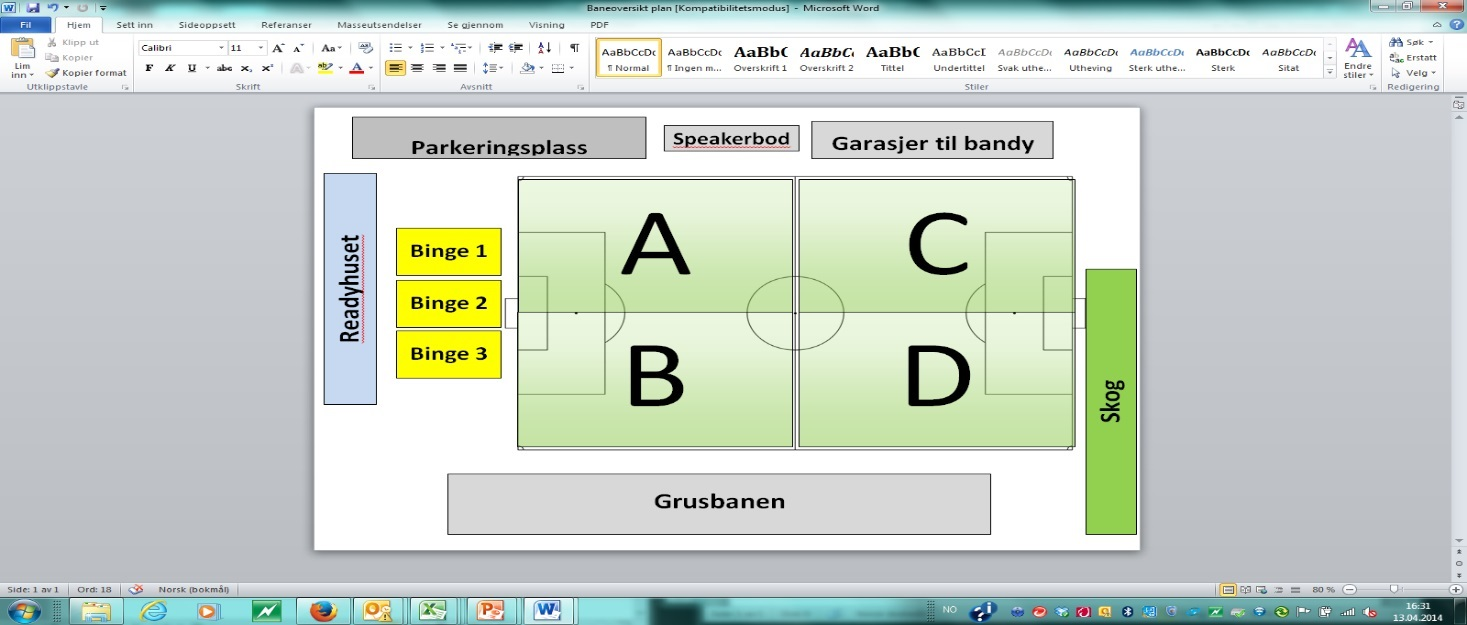 Baneoversikt plan [Kompatibilitetsmodus] - Microsoft Word
Fil Hjem Sett inn Sideoppsett Referanser Masseutsendelser Se gjennom Visning PDF
Lim inn
Klipp ut
Kopier
Kopier format
Utklippstavle
Calibri 11
F K U abc x₂ x²
Skrift
Avsnitt
AaBbCcDc AaBbCcDc AaBbC AaBbC AaBbC AaBbCcI AaBbCcDc AaBbCcDc AaBbCcDc AaBbCcDc AaBbCcDc
¶ Normal ¶ Ingen m... Overskrift 1 Overskrift 2 Tittel Undertittel Svak uthe... Utheving Sterk uthe... Sterk Sitat
Stiler
Endre stiler
Søk
Erstatt
Velg
Redigering
Parkeringsplass
Speakerbod
Garasjer til bandy
Readyhuset
Binge 1
Binge 2
Binge 3
A
C
B
D
Skog
Grusbanen
Side: 1 av 1 Ord: 18 Norsk (bokmål) 80 %
NO
16:31
13.04.2014